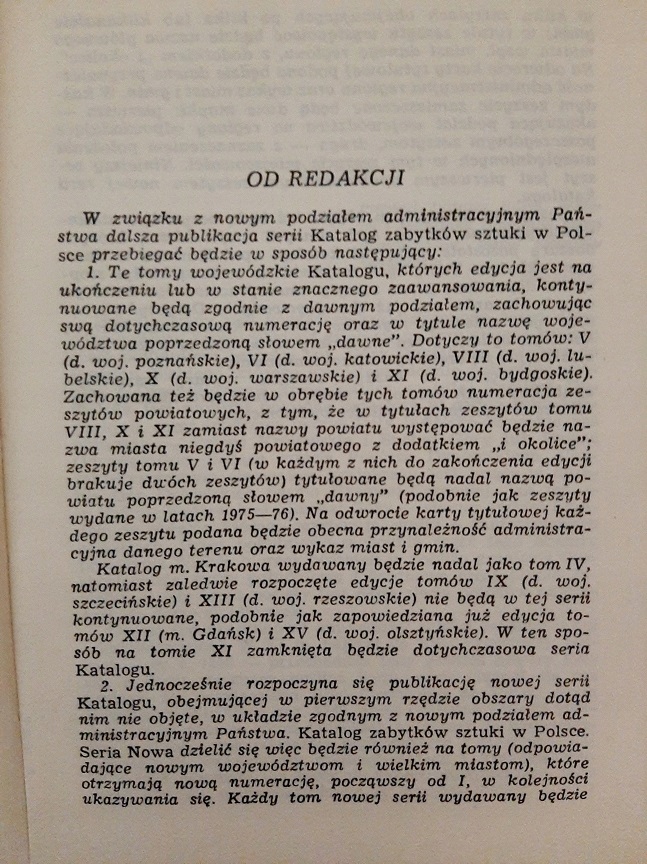 OD REDAKCJI
W związku z nowym podziałem administracyjnym Pań-
stwa dalsza publikacja serii Katalog zabytków sztuki w Pol-
sce przebiegać będzie w sposób następujący:
1. Te tomy wojewódzkie Katalogu, których edycja jest na
ukończeniu lub w stanie znacznego zaawansowania, konty-
nuowane będą zgodnie z dawnym podziałem, zachowując
swą dotychczasową numerację oraz w tytule nazwę woje-
wództwa poprzedzoną słowem „dawne”. Dotyczy to tomów: V
(d. woj. poznańskie), VI (d. woj. katowickie), VIII (d. woj. lu-
belskie), X (d. woj. warszawskie) i XI (d. woj. bydgoskie).
Zachowana też będzie w obrębie tych tomów numeracja ze-
szytów powiatowych, z tym, że w tytułach zeszytów tomu
VIII, X i XI zamiast nazwy powiatu występować będzie na-
zwa miasta niegdyś powiatowego z dodatkiem „i okolice”;
zeszyty tomu V i VI (w każdym z nich do zakończenia edycji
brakuje dwóch zeszytów) tytułowane będą nadal nazwą po-
wiatu poprzedzoną słowem „dawny” (podobnie jak zeszyty
wydane w latach 1975—76). Na odwrocie karty tytułowej każ-
dego zeszytu podana będzie obecna przynależność administra-
cyjna danego terenu oraz wykaz miast i gmin.
Katalog m. Krakowa wydawany będzie nadal jako tom IV,
natomiast zaledwie rozpoczęte edycje tomów IX (d. woj.
szczecińskie) i XIII (d. woj. rzeszowskie) nie będą w tej serii
kontynuowane, podobnie jak zapowiedziana już edycja to-
mów XII (m. Gdańsk) i XV (d. woj. olsztyńskie). W ten spo-
sób na tomie XI zamknięta będzie dotychczasowa seria
Katalogu.
2. Jednocześnie rozpoczyna się publikację nowej serii
Katalogu, obejmującej w pierwszym rzędzie obszary dotąd
nim nie objęte, w układzie zgodnym z nowym podziałem ad-
ministracyjnym Państwa. Katalog zabytków sztuki w Polsce.
Seria Nowa dzielić się więc będzie również na tomy (odpowia-
dające nowym województwom i wielkim miastom), które
otrzymają nową numerację, począwszy od I, w kolejności
ukazywania się. Każdy tom nowej serii wydawany będzie